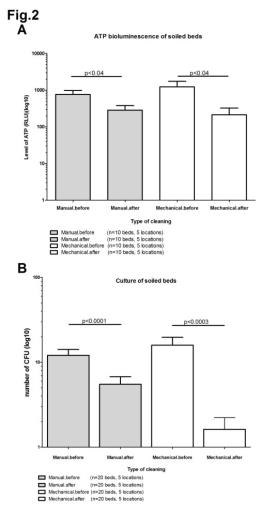 Fig.2
A
ATP bioluminescence of soiled beds
p<0.04
p<0.04
Level of ATP (RLU)(log10)
10000
1000
100
10
1
Manual.before Manual.after Mechanical.before Mechanical.after
Type of cleaning
Manual.before (n=10 beds, 5 locations)
Manual.after (n=10 beds, 5 locations)
Mechanical.before (n=10 beds, 5 locations)
Mechanical.after (n=10 beds, 5 locations)
B
Culture of soiled beds
p<0.0001
p<0.0003
number of CFU (log10)
100
10
1
Manual.before Manual.after Mechanical.before Mechanical.after
Type of cleaning
Manual.before (n=20 beds, 5 locations)
Manual.after (n=20 beds, 5 locations)
Mechanical.before (n=20 beds, 5 locations)
Mechanical.after (n=20 beds, 5 locations)